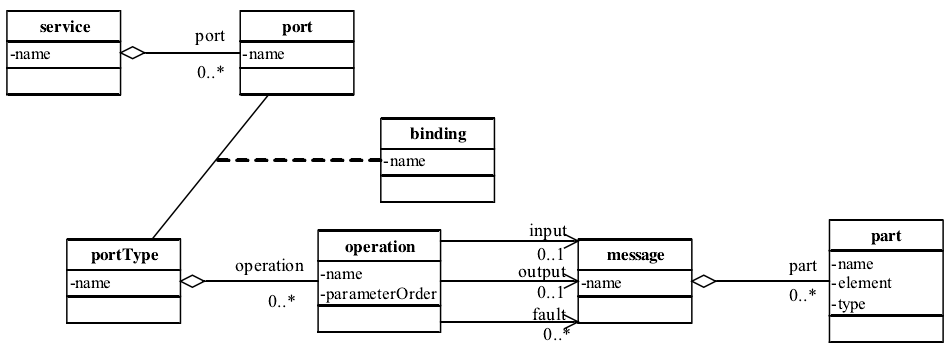 service
-name
port
0..*
port
-name
binding
-name
portType
-name
operation
0..*
operation
-name
-parameterOrder
input
0..1
output
0..1
fault
0..*
message
-name
part
0..*
part
-name
-element
-type